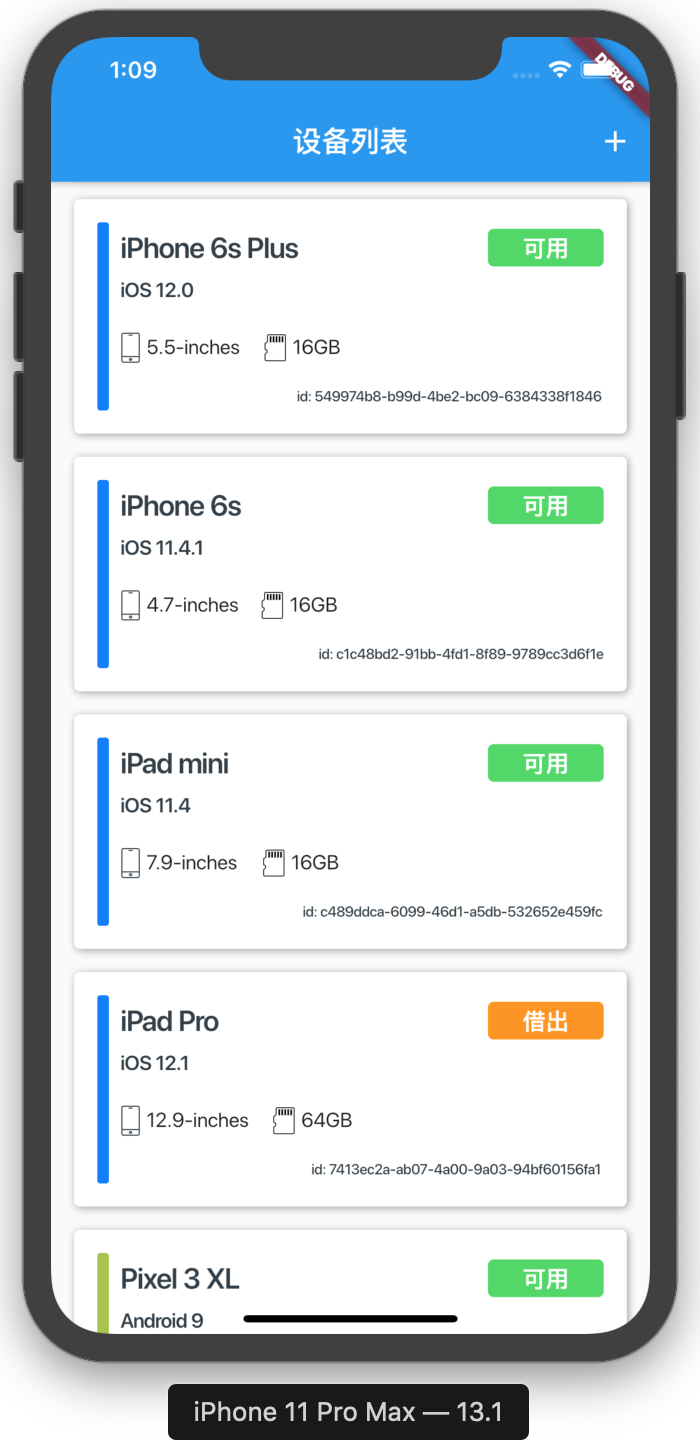 1:09
DEBUG
设备列表
+
iPhone 6s Plus
可用
iOS 12.0
5.5-inches 16GB
id: 549974b8-b99d-4be2-bc09-6384338f1846
iPhone 6s
可用
iOS 11.4.1
4.7-inches 16GB
id: c1c48bd2-91bb-4fd1-8f89-9789cc3d6f1e
iPad mini
可用
iOS 11.4
7.9-inches 16GB
id: c489ddca-6099-46d1-a5db-532652e459fc
iPad Pro
借出
iOS 12.1
12.9-inches 64GB
id: 7413ec2a-ab07-4a00-9a03-94bf60156fa1
Pixel 3 XL
可用
Android 9
iPhone 11 Pro Max — 13.1